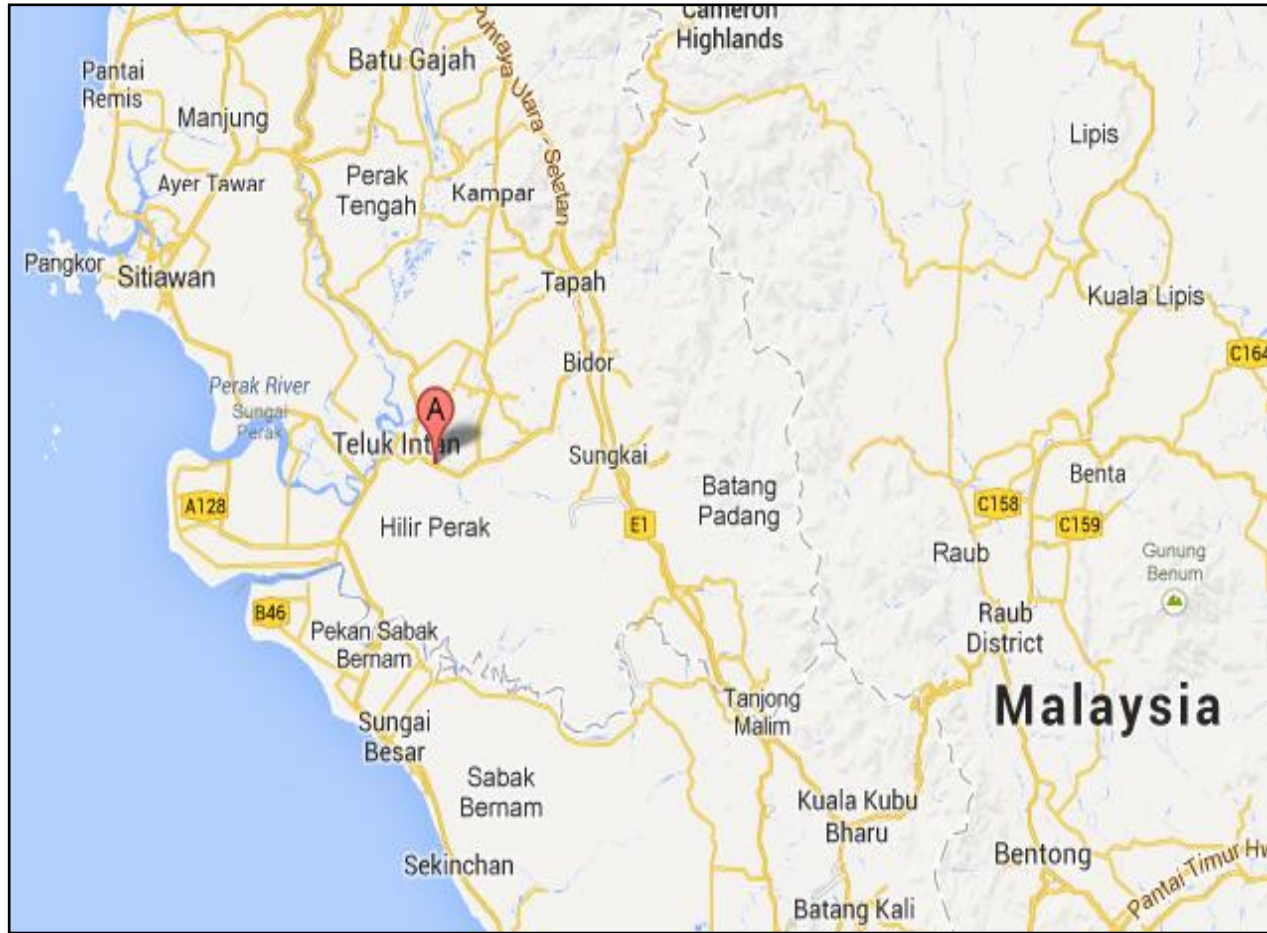 Cameron
Highlands
Puhraya Utara - Selatan
Batu Gajah
Pantai
Remis
Manjung
Lipis
Ayer Tawar
Perak
Tengah
Kampar
Pangkor
Sitiawan
Tapah
Kuala Lipis
C164
Bidor
Perak River
Sungai
Perak
A
Teluk Intan
Sungkai
Benta
Batang
Padang
A128
C158
C159
E1
Hilir Perak
Raub
Gunung
Benum
B46
Raub
District
Pekan Sabak
Bernam
Malaysia
Tanjong
Malim
Sungai
Besar
Sabak
Bernam
Kuala Kubu
Bharu
Sekinchan
Bentong
Pantai Timur Hw
Batang Kali